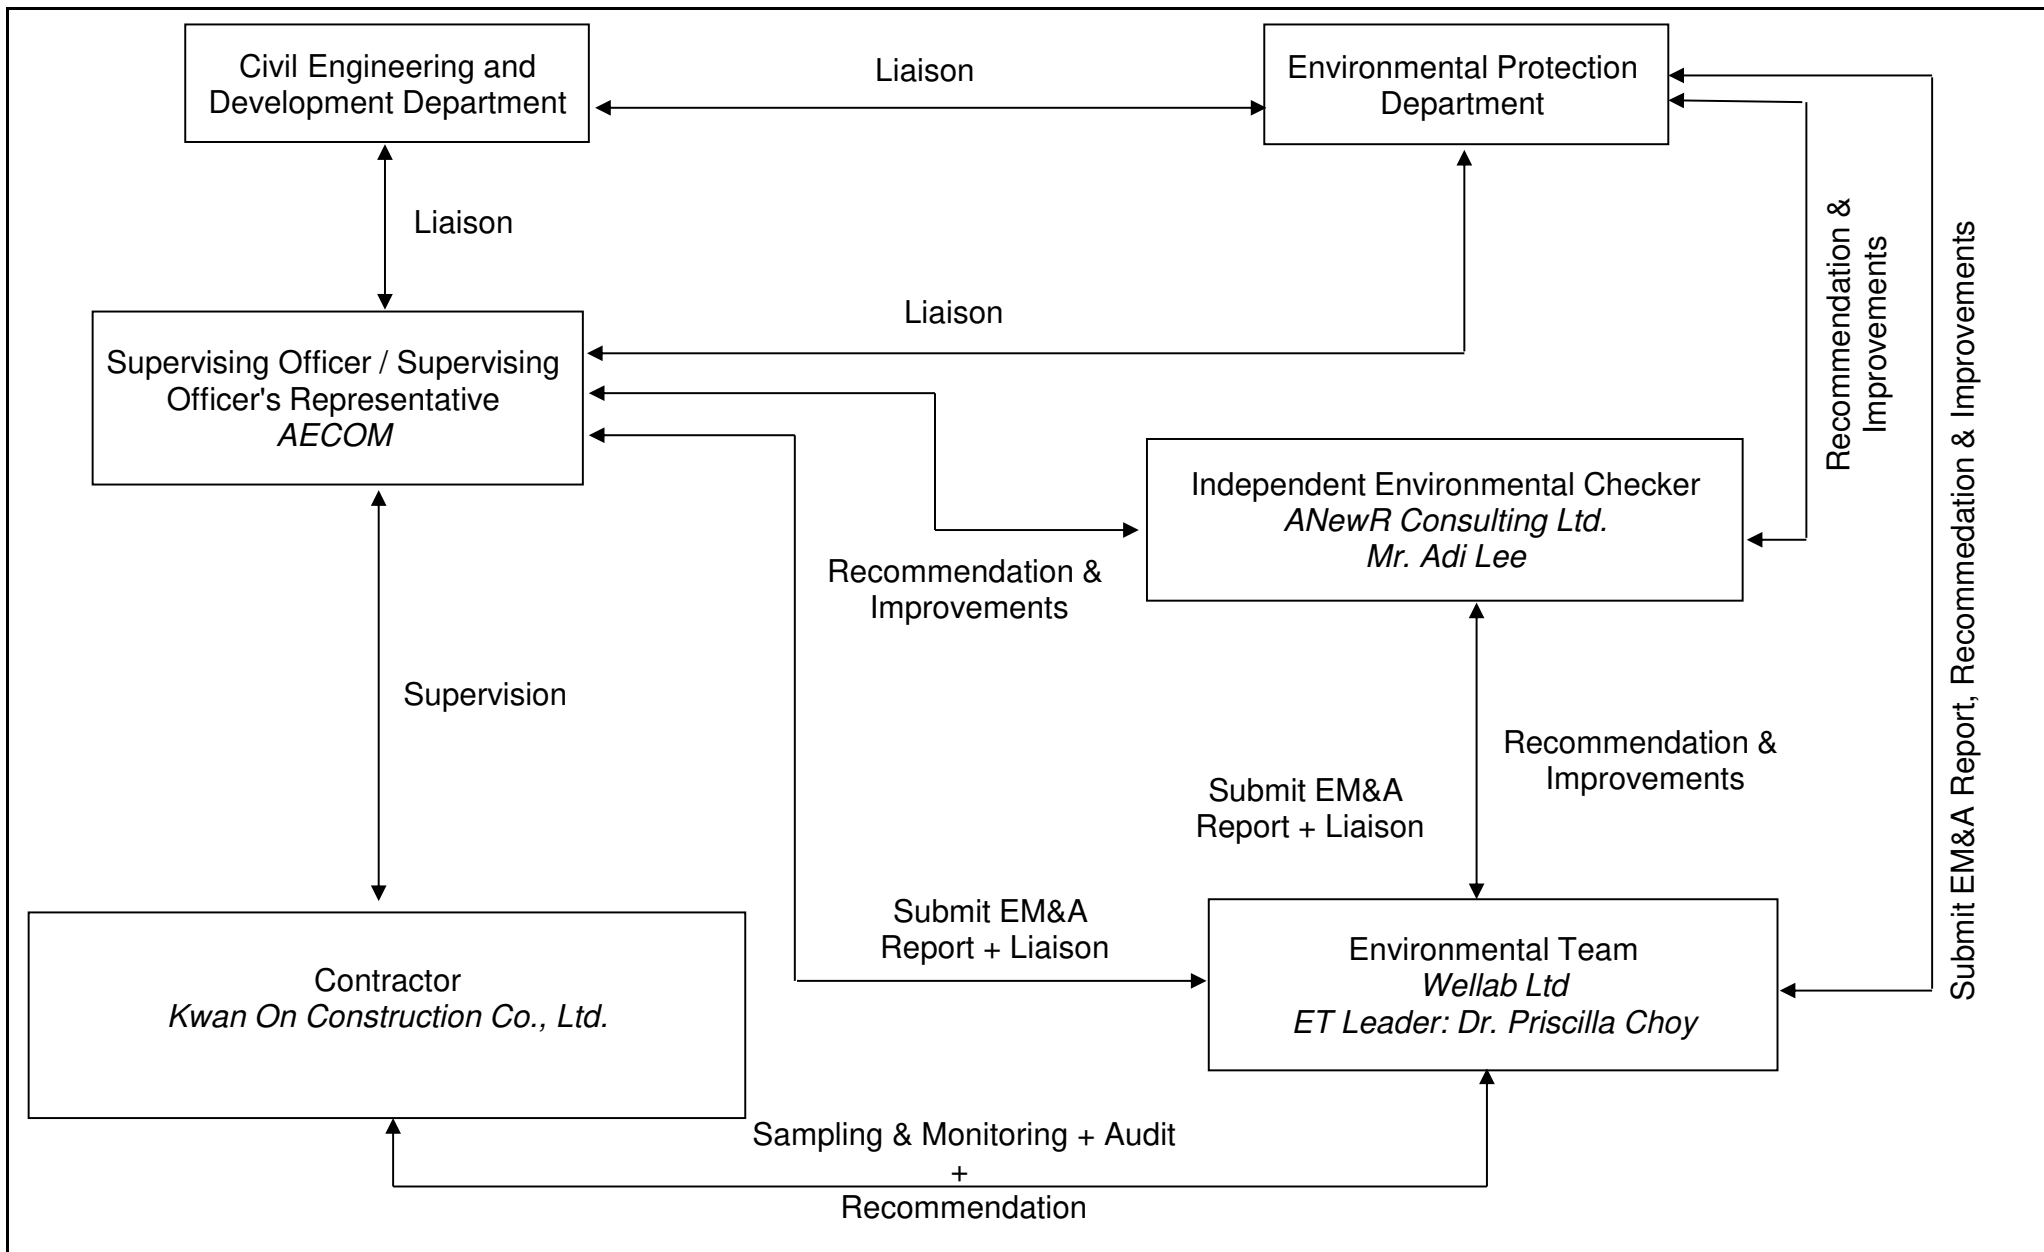 Civil Engineering and
Development Department
Liaison
Environmental Protection
Department
Liaison
Liaison
Recommendation &
Improvements
Submit EM&A Report, Recommedation & Improvements
Supervising Officer / Supervising
Officer's Representative
AECOM
Independent Environmental Checker
ANewR Consulting Ltd.
Mr. Adi Lee
Recommendation &
Improvements
Supervision
Recommendation &
Improvements
Submit EM&A
Report + Liaison
Submit EM&A
Report + Liaison
Contractor
Kwan On Construction Co., Ltd.
Environmental Team
Wellab Ltd
ET Leader: Dr. Priscilla Choy
Sampling & Monitoring + Audit
+
Recommendation